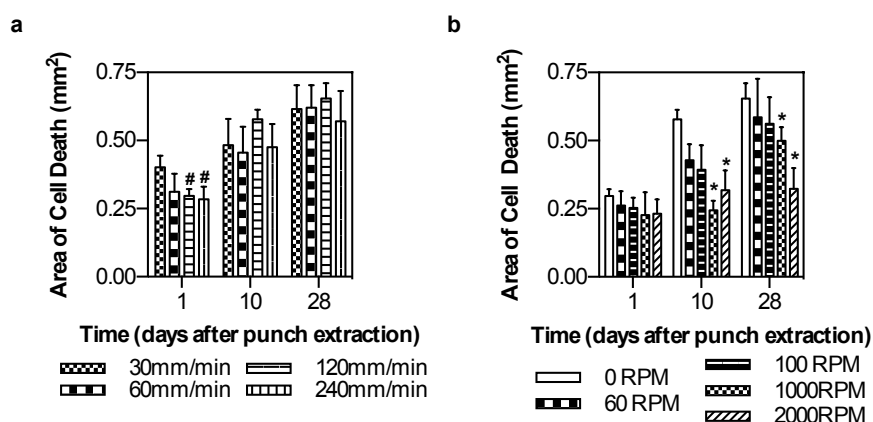 a
b
Area of Cell Death (mm²)
0.75
0.50
0.25
0.00
# #
1 10 28
Time (days after punch extraction)
30mm/min 120mm/min
60mm/min 240mm/min
Area of Cell Death (mm²)
0.75
0.50
0.25
0.00
* * * *
1 10 28
Time (days after punch extraction)
0 RPM
60 RPM
100 RPM
1000RPM
2000RPM